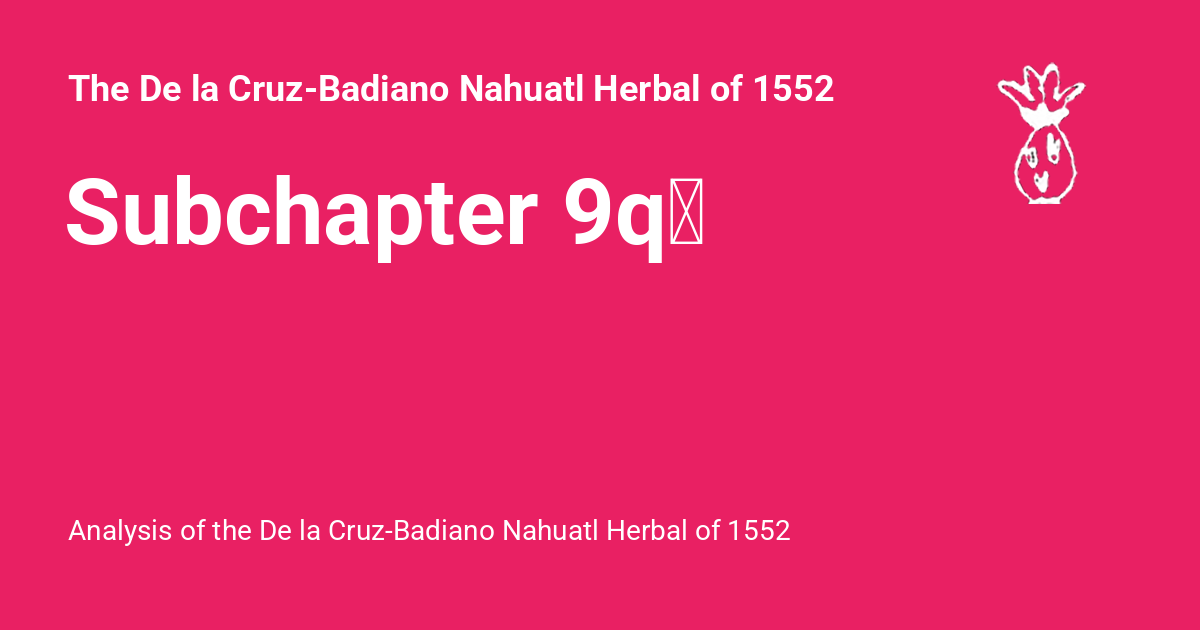 The De la Cruz-Badiano Nahuatl Herbal of 1552
Subchapter 9q
Analysis of the De la Cruz-Badiano Nahuatl Herbal of 1552